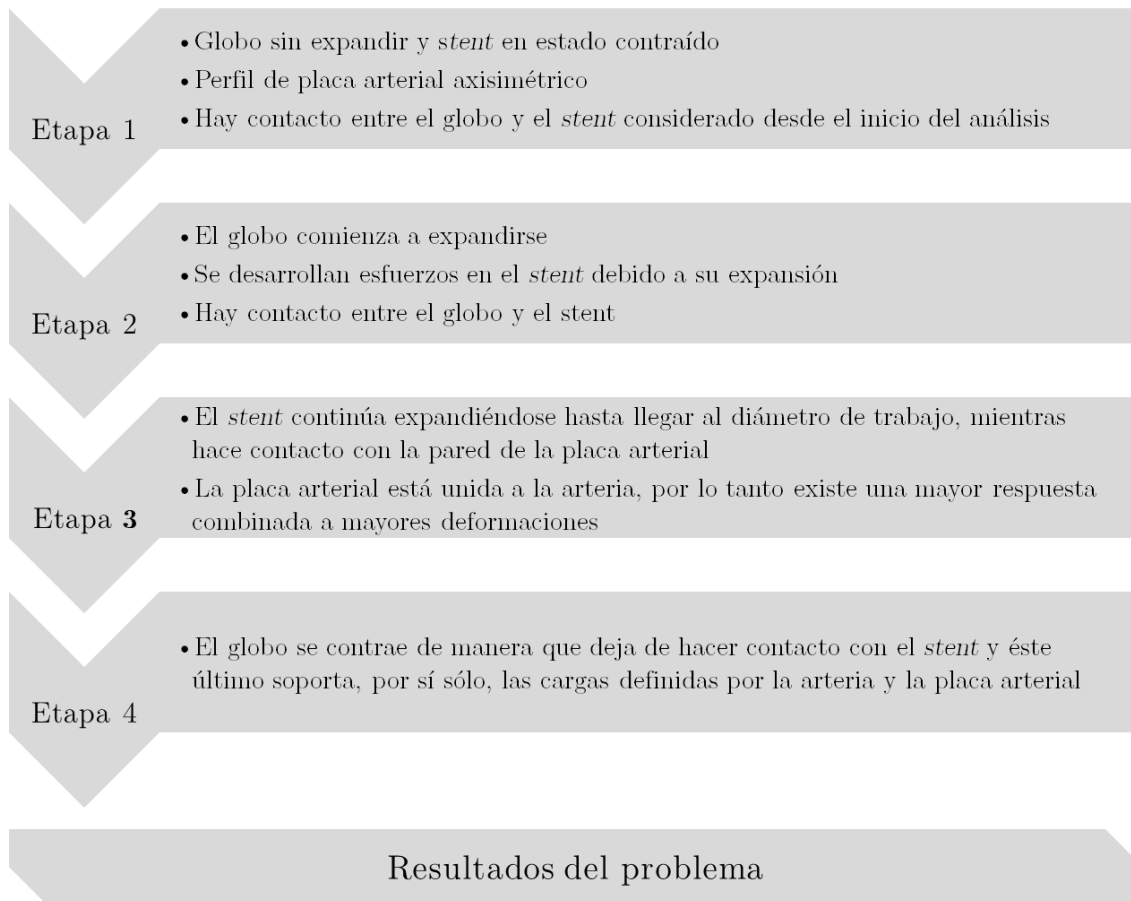 • Globo sin expandir y stent en estado contraído
• Perfil de placa arterial axisimétrico
• Hay contacto entre el globo y el stent considerado desde el inicio del análisis
Etapa 1
• El globo comienza a expandirse
• Se desarrollan esfuerzos en el stent debido a su expansión
• Hay contacto entre el globo y el stent
Etapa 2
• El stent continúa expandiéndose hasta llegar al diámetro de trabajo, mientras
hace contacto con la pared de la placa arterial
• La placa arterial está unida a la arteria, por lo tanto existe una mayor respuesta
combinada a mayores deformaciones
Etapa 3
• El globo se contrae de manera que deja de hacer contacto con el stent y éste
último soporta, por sí sólo, las cargas definidas por la arteria y la placa arterial
Etapa 4
Resultados del problema